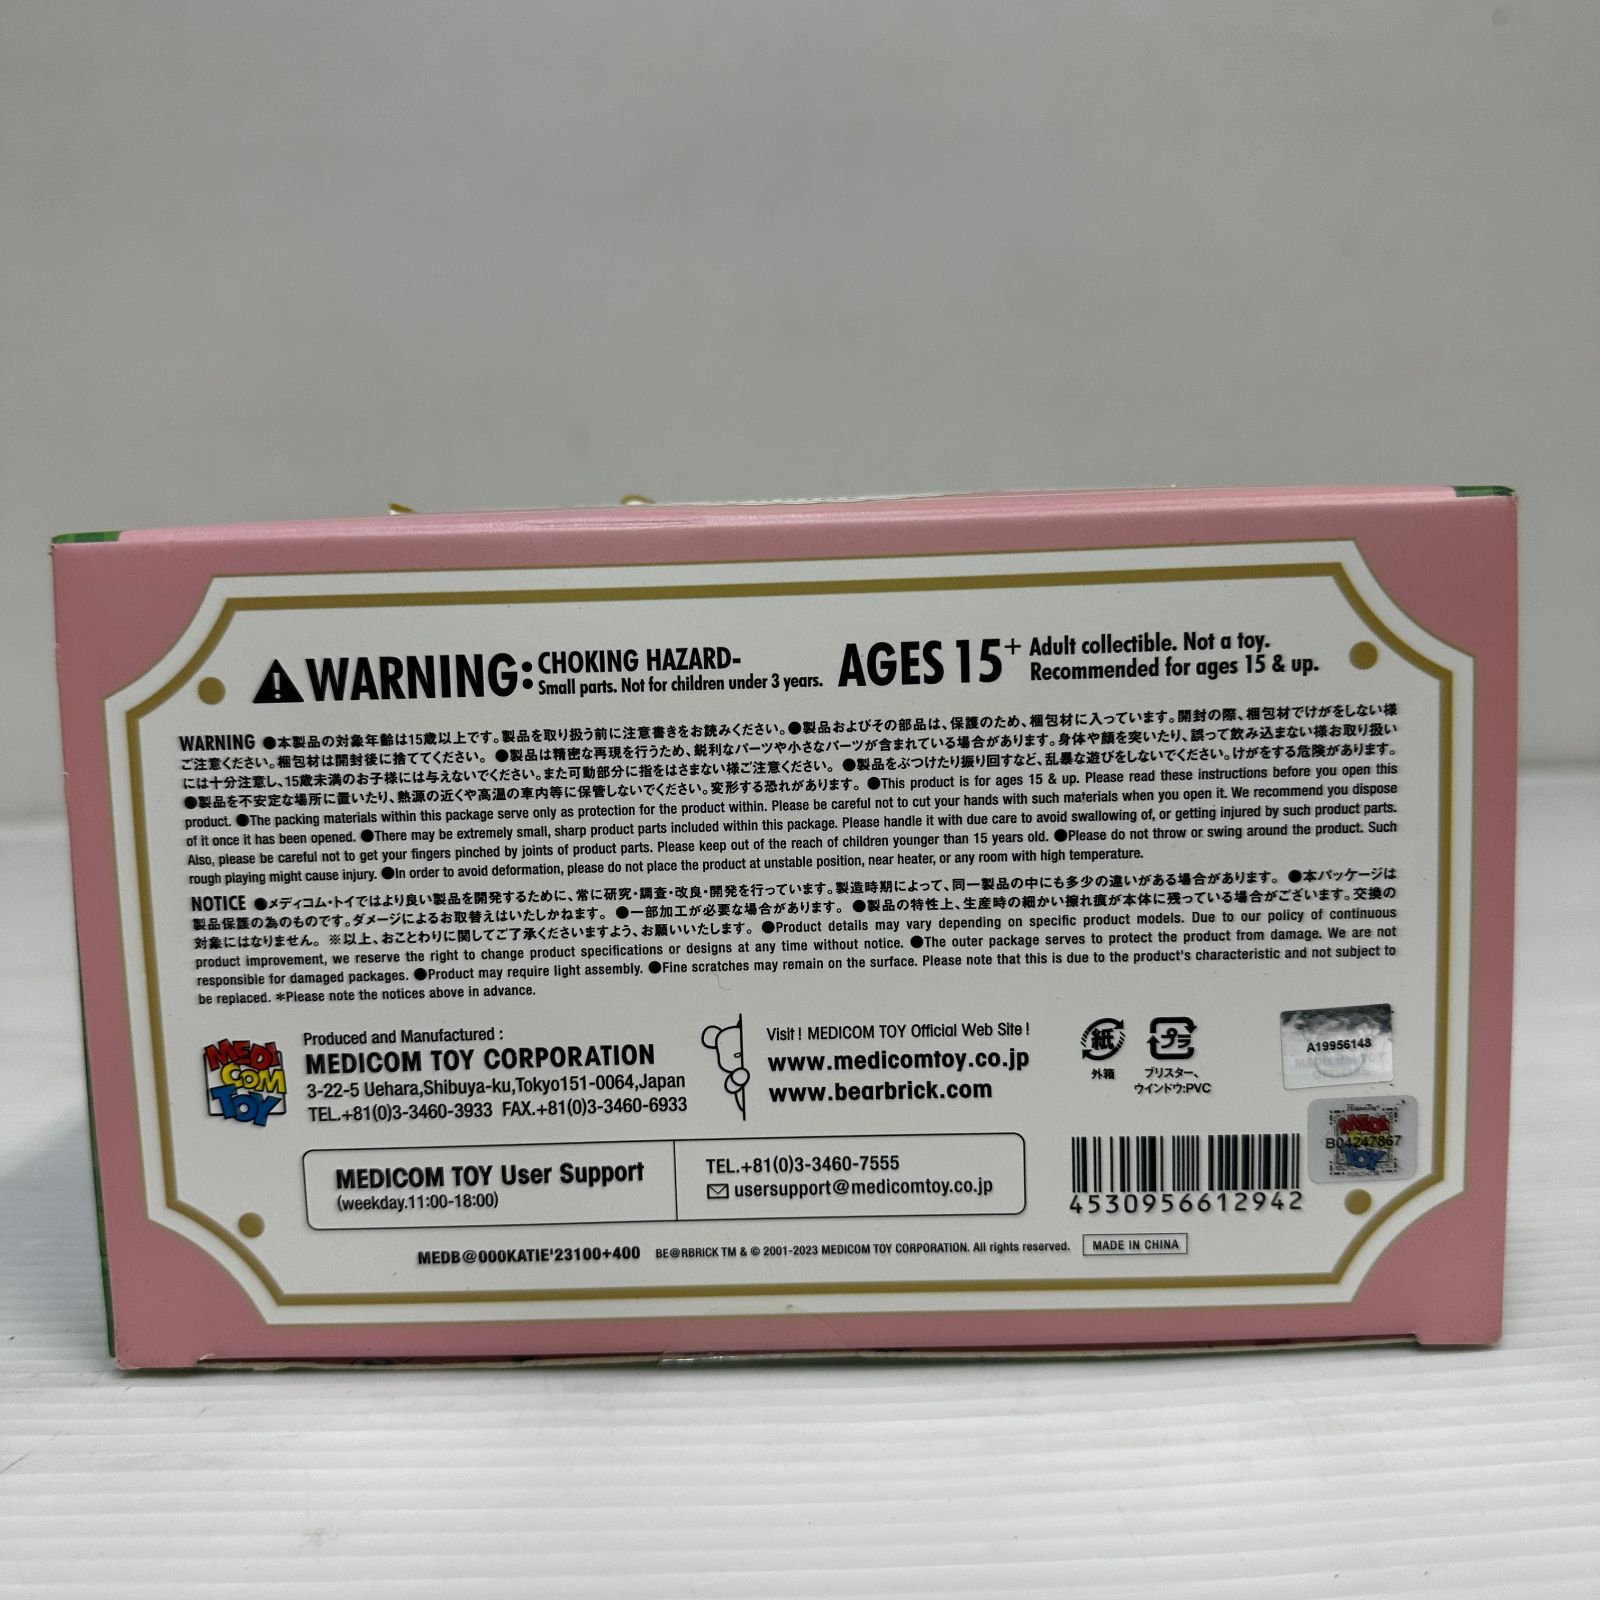 WARNING: CHOKING HAZARD-
Small parts. Not for children under 3 years.
AGES 15+ Adult collectible. Not a toy.
Recommended for ages 15 & up.
WARNING ●本製品の対象年齢は15歳以上です。製品を取り扱う前に注意書きをお読みください。●製品およびその部品は、保護のため、梱包材に入っています。開封の際、梱包材でけがをしない様
ご注意ください。梱包材は開封後に捨ててください。 ●製品は精密な再現を行うため、鋭利なパーツや小さなパーツが含まれている場合があります。身体や顔を突いたり、誤って飲み込まない様お取り扱い
には十分注意し、15歳未満のお子様には与えないでください。また可動部分に指をはさまない様ご注意ください。 ●製品をぶつけたり振り回すなど、乱暴な遊びをしないでください。けがをする危険があります。
●製品を不安定な場所に置いたり、熱源の近くや高温の車内等に保管しないでください。変形する恐れがあります。 ●This product is for ages 15 & up. Please read these instructions before you open this
product. ●The packing materials within this package serve only as protection for the product within. Please be careful not to cut your hands with such materials when you open it. We recommend you dispose
of it once it has been opened. ●There may be extremely small, sharp product parts included within this package. Please handle it with due care to avoid swallowing of, or getting injured by such product parts.
Also, please be careful not to get your fingers pinched by joints of product parts. Please keep out of the reach of children younger than 15 years old. ●Please do not throw or swing around the product. Such
rough playing might cause injury. ●In order to avoid deformation, please do not place the product at unstable position, near heater, or any room with high temperature.
NOTICE ●メディコム・トイではより良い製品を開発するために、常に研究・調査・改良・開発を行っています。製造時期によって、同一製品の中にも多少の違いがある場合があります。 ●本パッケージは
製品保護の為のものです。ダメージによるお取替えはいたしかねます。 ●一部加工が必要な場合があります。 ●製品の特性上、生産時の細かい擦れ痕が本体に残っている場合がございます。交換の
対象にはなりません。 ※以上、おことわりに関してご了承くださいますよう、お願いいたします。 ●Product details may vary depending on specific product models. Due to our policy of continuous
product improvement, we reserve the right to change product specifications or designs at any time without notice. ●The outer package serves to protect the product from damage. We are not
responsible for damaged packages. ●Product may require light assembly. ●Fine scratches may remain on the surface. Please note that this is due to the product's characteristic and not subject to
be replaced. *Please note the notices above in advance.
MEDI
COM
TOY
Produced and Manufactured :
MEDICOM TOY CORPORATION
3-22-5 Uehara,Shibuya-ku,Tokyo151-0064,Japan
TEL.+81(0)3-3460-3933 FAX.+81(0)3-3460-6933
Visit ! MEDICOM TOY Official Web Site !
www.medicomtoy.co.jp
www.bearbrick.com
紙
外箱
プラ
ブリスター、
ウインドウ:PVC
A19956148
MEDI
B04247867
TOY
MEDICOM TOY User Support
(weekday.11:00-18:00)
TEL.+81(0)3-3460-7555
usersupport@medicomtoy.co.jp
4530956612942
MEDB@000KATIE'23100+400
BE@RBRICK TM & © 2001-2023 MEDICOM TOY CORPORATION. All rights reserved.
MADE IN CHINA